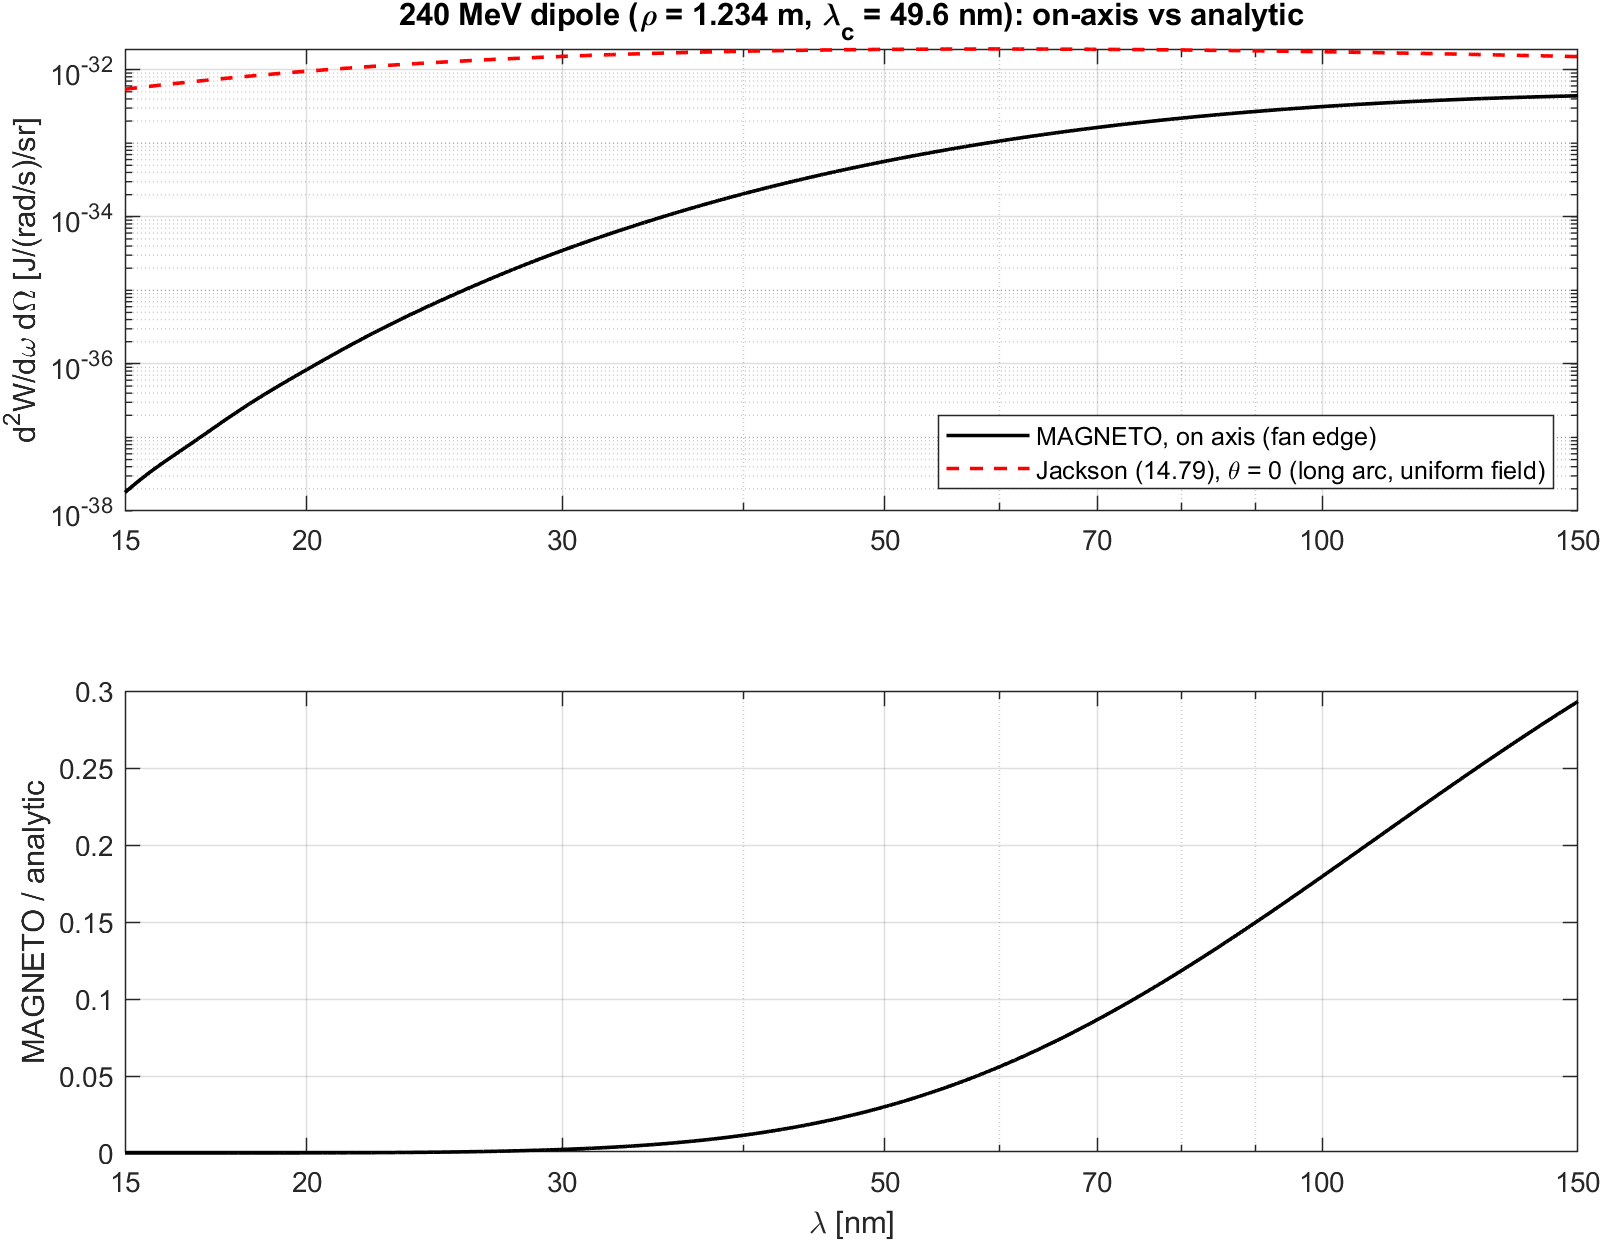 240 MeV dipole (ρ = 1.234 m, λc = 49.6 nm): on-axis vs analytic
d²W/dω dΩ [J/(rad/s)/sr]
10^-32
10^-34
10^-36
10^-38
MAGNETO, on axis (fan edge)
Jackson (14.79), θ = 0 (long arc, uniform field)
15 20 30 50 70 100 150
MAGNETO / analytic
0.3
0.25
0.2
0.15
0.1
0.05
0
15 20 30 50 70 100 150
λ [nm]